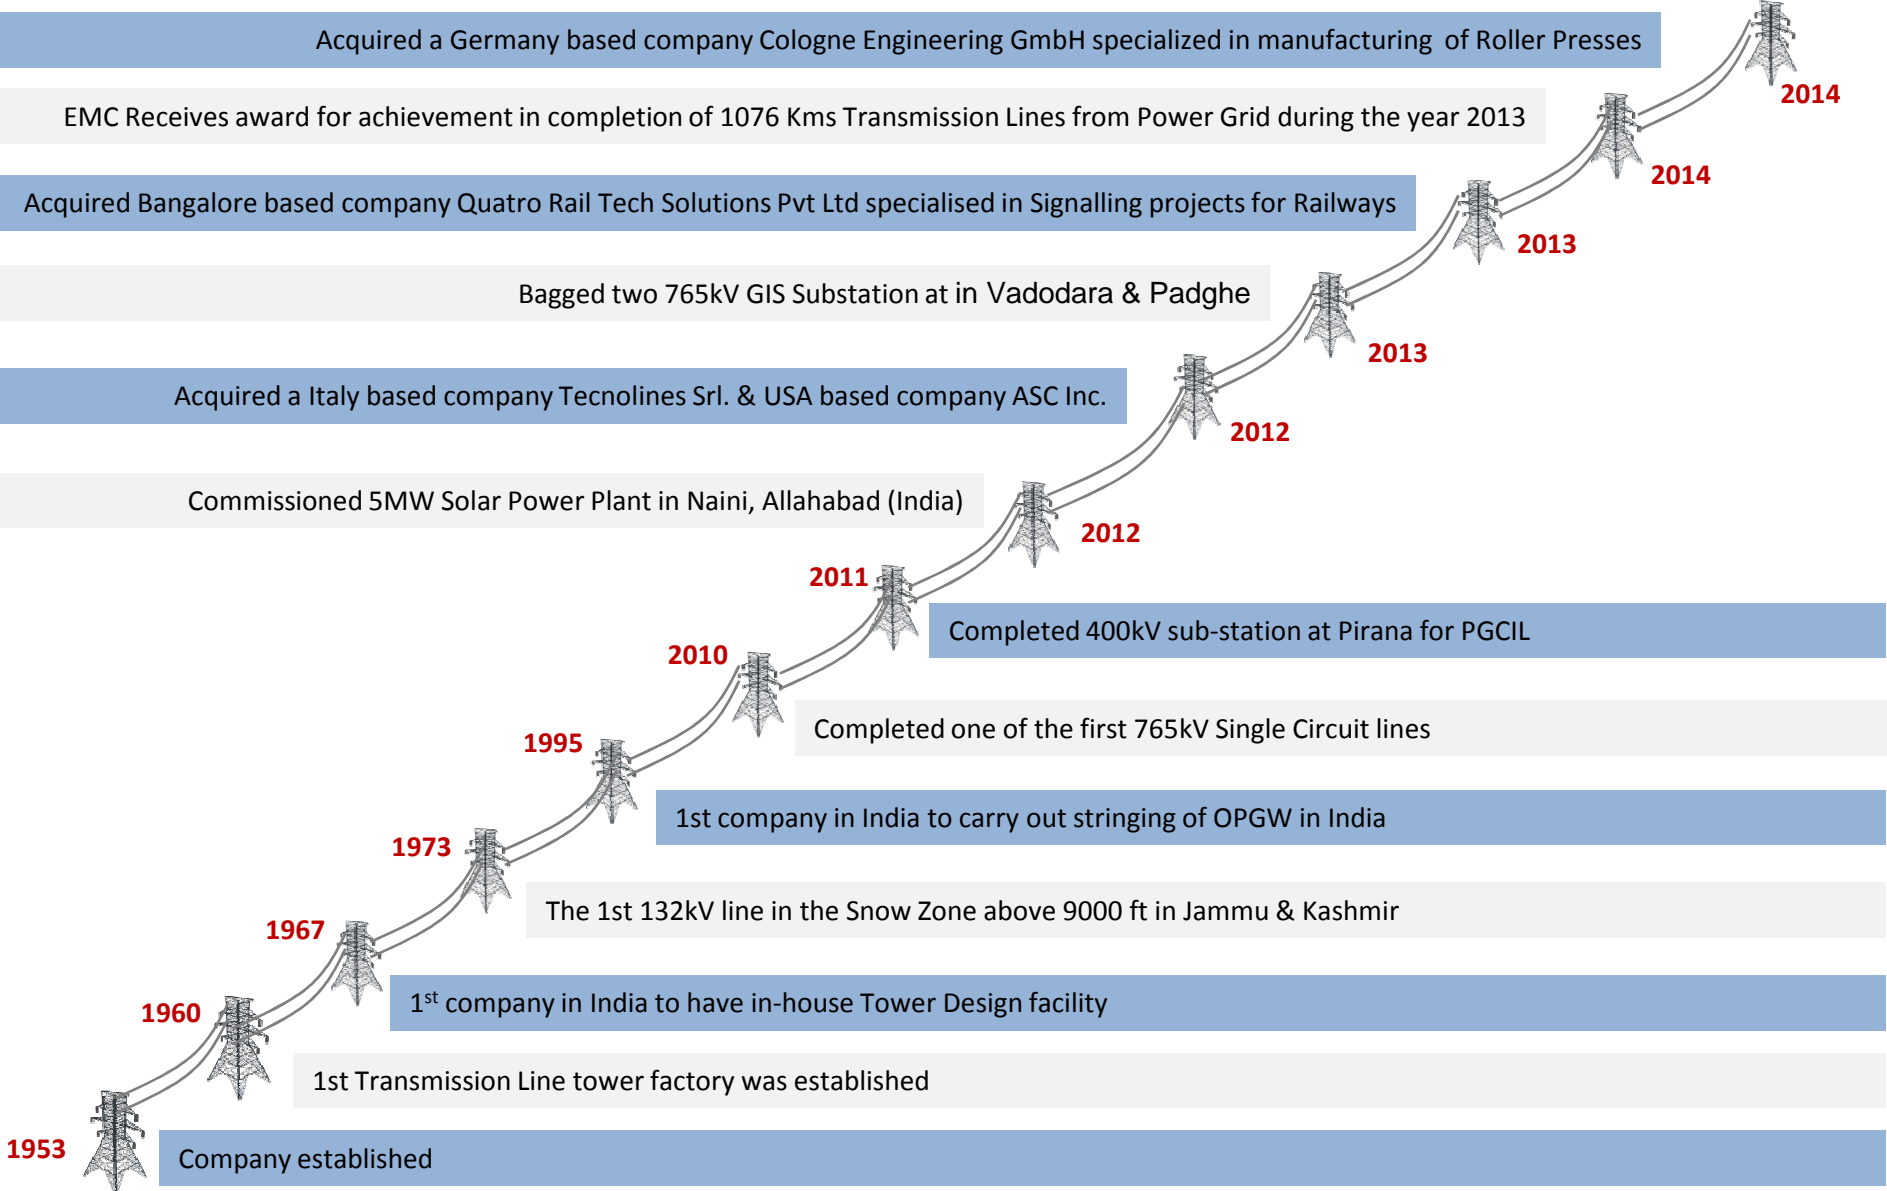 Acquired a Germany based company Cologne Engineering GmbH specialized in manufacturing of Roller Presses
2014
EMC Receives award for achievement in completion of 1076 Kms Transmission Lines from Power Grid during the year 2013
2014
Acquired Bangalore based company Quatro Rail Tech Solutions Pvt Ltd specialised in Signalling projects for Railways
2013
Bagged two 765kV GIS Substation at in Vadodara & Padghe
2013
Acquired a Italy based company Tecnolines Srl. & USA based company ASC Inc.
2012
Commissioned 5MW Solar Power Plant in Naini, Allahabad (India)
2012
2011
Completed 400kV sub-station at Pirana for PGCIL
2010
Completed one of the first 765kV Single Circuit lines
1995
1st company in India to carry out stringing of OPGW in India
1973
The 1st 132kV line in the Snow Zone above 9000 ft in Jammu & Kashmir
1967
1st company in India to have in-house Tower Design facility
1960
1st Transmission Line tower factory was established
1953
Company established